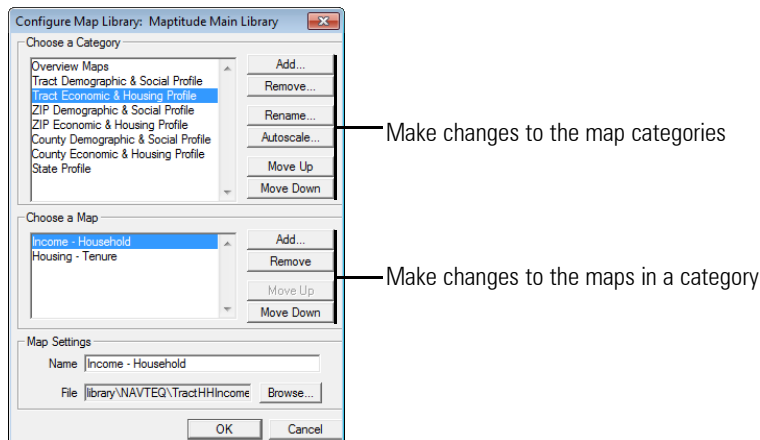 Configure Map Library: Maptitude Main Library
Choose a Category
Overview Maps
Tract Demographic & Social Profile
Tract Economic & Housing Profile
ZIP Demographic & Social Profile
ZIP Economic & Housing Profile
County Demographic & Social Profile
County Economic & Housing Profile
State Profile
Add...
Remove...
Rename...
Autoscale...
Move Up
Move Down
Make changes to the map categories
Choose a Map
Income - Household
Housing - Tenure
Add...
Remove
Move Up
Move Down
Make changes to the maps in a category
Map Settings
Name Income - Household
File library\NAVTEQ\TractHHIncome Browse...
OK Cancel